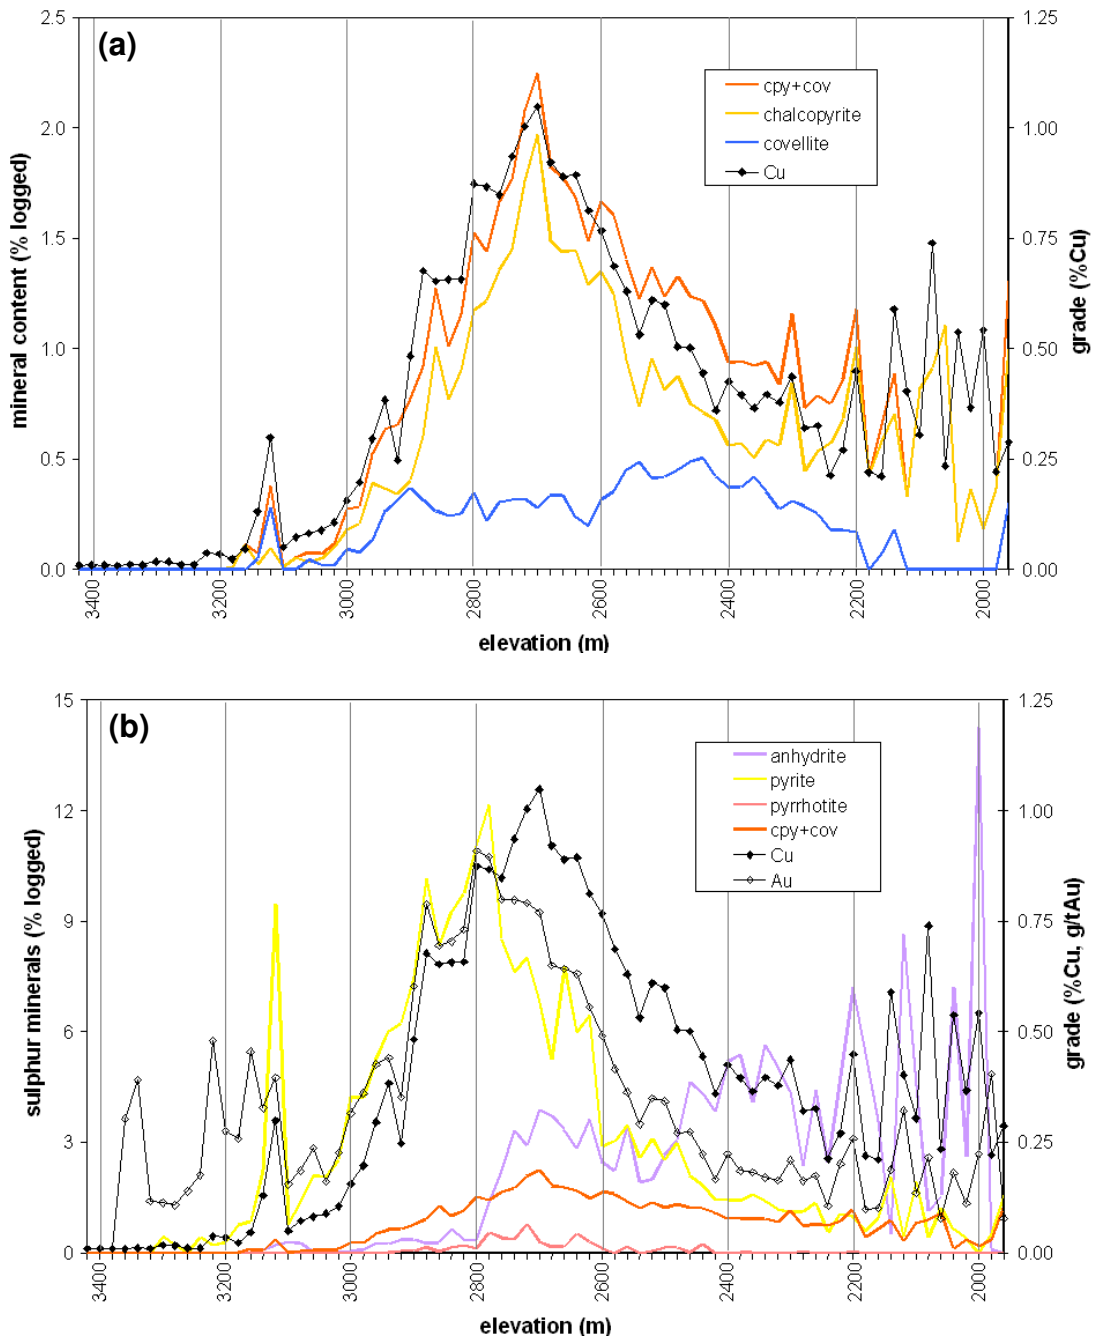 (a)
2.5
2.0
1.5
1.0
0.5
0.0
mineral content (% logged)
1.25
1.00
0.75
0.50
0.25
0.00
grade (%Cu)
cpy+cov
chalcopyrite
covellite
Cu
3400
3200
3000
2800
2600
2400
2200
2000
elevation (m)
(b)
15
12
9
6
3
0
sulphur minerals (% logged)
1.25
1.00
0.75
0.50
0.25
0.00
grade (%Cu, g/tAu)
anhydrite
pyrite
pyrrhotite
cpy+cov
Cu
Au
3400
3200
3000
2800
2600
2400
2200
2000
elevation (m)